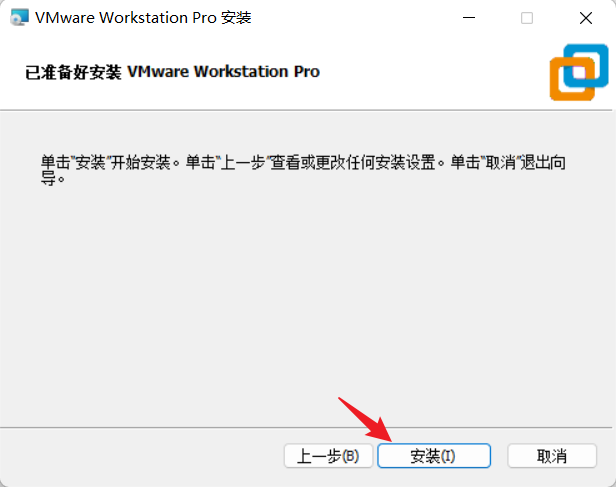 VMware Workstation Pro 安装
已准备好安装 VMware Workstation Pro
单击“安装”开始安装。单击“上一步”查看或更改任何安装设置。单击“取消”退出向
导。
上一步(B) 安装(I) 取消